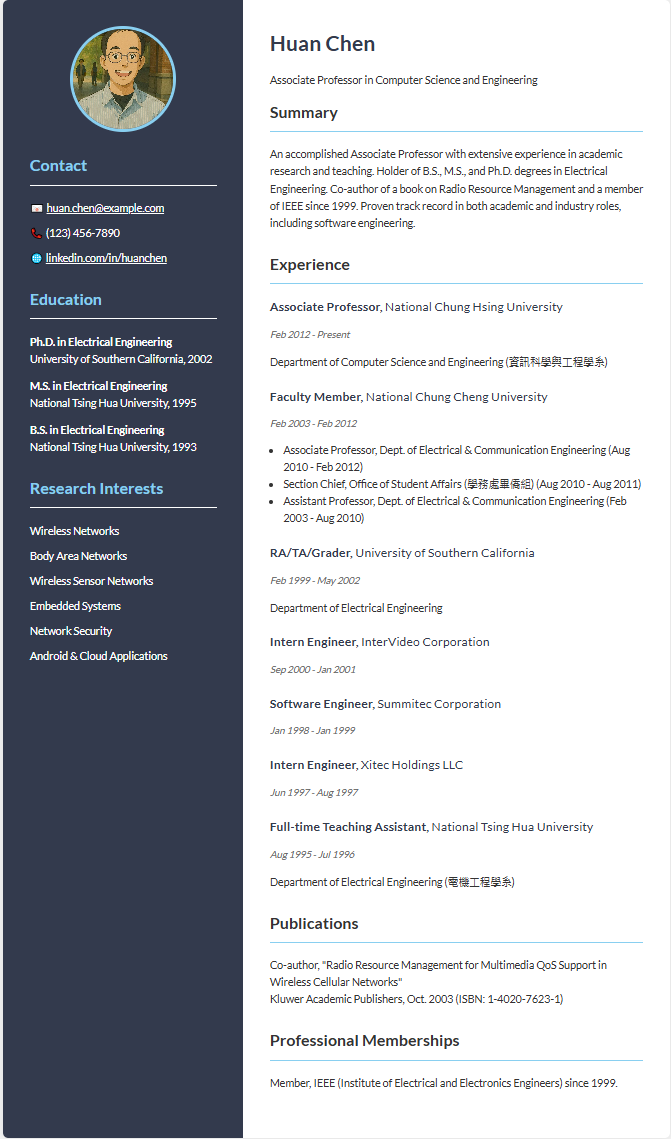 Contact
huan.chen@example.com
(123) 456-7890
linkedin.com/in/huanchen
Education
Ph.D. in Electrical Engineering
University of Southern California, 2002
M.S. in Electrical Engineering
National Tsing Hua University, 1995
B.S. in Electrical Engineering
National Tsing Hua University, 1993
Research Interests
Wireless Networks
Body Area Networks
Wireless Sensor Networks
Embedded Systems
Network Security
Android & Cloud Applications
Huan Chen
Associate Professor in Computer Science and Engineering
Summary
An accomplished Associate Professor with extensive experience in academic
research and teaching. Holder of B.S., M.S., and Ph.D. degrees in Electrical
Engineering. Co-author of a book on Radio Resource Management and a member
of IEEE since 1999. Proven track record in both academic and industry roles,
including software engineering.
Experience
Associate Professor, National Chung Hsing University
Feb 2012 - Present
Department of Computer Science and Engineering (資訊科學與工程學系)
Faculty Member, National Chung Cheng University
Feb 2003 - Feb 2012
• Associate Professor, Dept. of Electrical & Communication Engineering (Aug
2010 - Feb 2012)
• Section Chief, Office of Student Affairs (學務處畢僑組) (Aug 2010 - Aug 2011)
• Assistant Professor, Dept. of Electrical & Communication Engineering (Feb
2003 - Aug 2010)
RA/TA/Grader, University of Southern California
Feb 1999 - May 2002
Department of Electrical Engineering
Intern Engineer, InterVideo Corporation
Sep 2000 - Jan 2001
Software Engineer, Summitec Corporation
Jan 1998 - Jan 1999
Intern Engineer, Xitec Holdings LLC
Jun 1997 - Aug 1997
Full-time Teaching Assistant, National Tsing Hua University
Aug 1995 - Jul 1996
Department of Electrical Engineering (電機工程學系)
Publications
Co-author, "Radio Resource Management for Multimedia QoS Support in
Wireless Cellular Networks"
Kluwer Academic Publishers, Oct. 2003 (ISBN: 1-4020-7623-1)
Professional Memberships
Member, IEEE (Institute of Electrical and Electronics Engineers) since 1999.